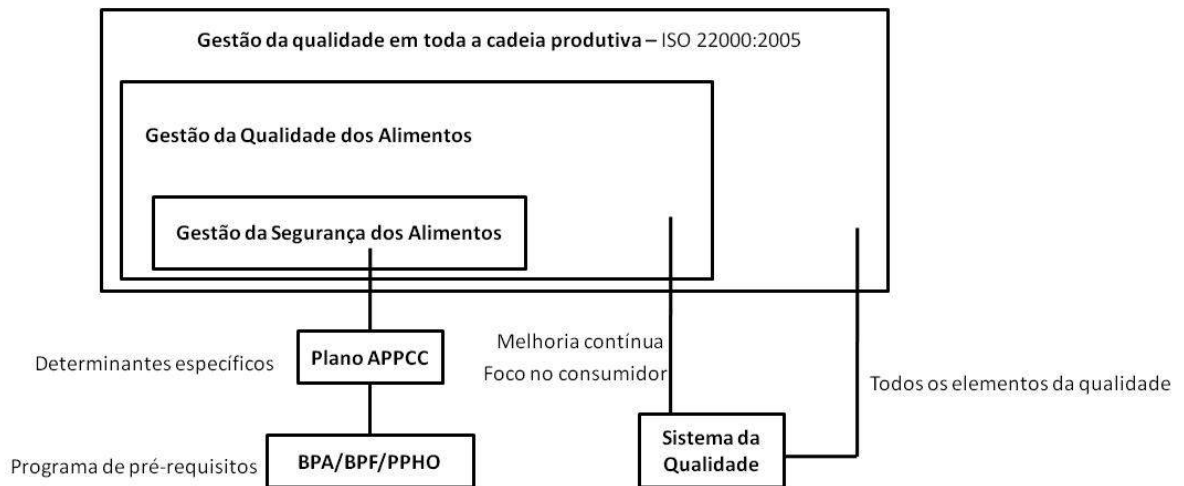 Gestão da qualidade em toda a cadeia produtiva – ISO 22000:2005
Gestão da Qualidade dos Alimentos
Gestão da Segurança dos Alimentos
Determinantes específicos
Plano APPCC
Melhoria contínua
Foco no consumidor
Todos os elementos da qualidade
Programa de pré-requisitos
BPA/BPF/PPHO
Sistema da
Qualidade